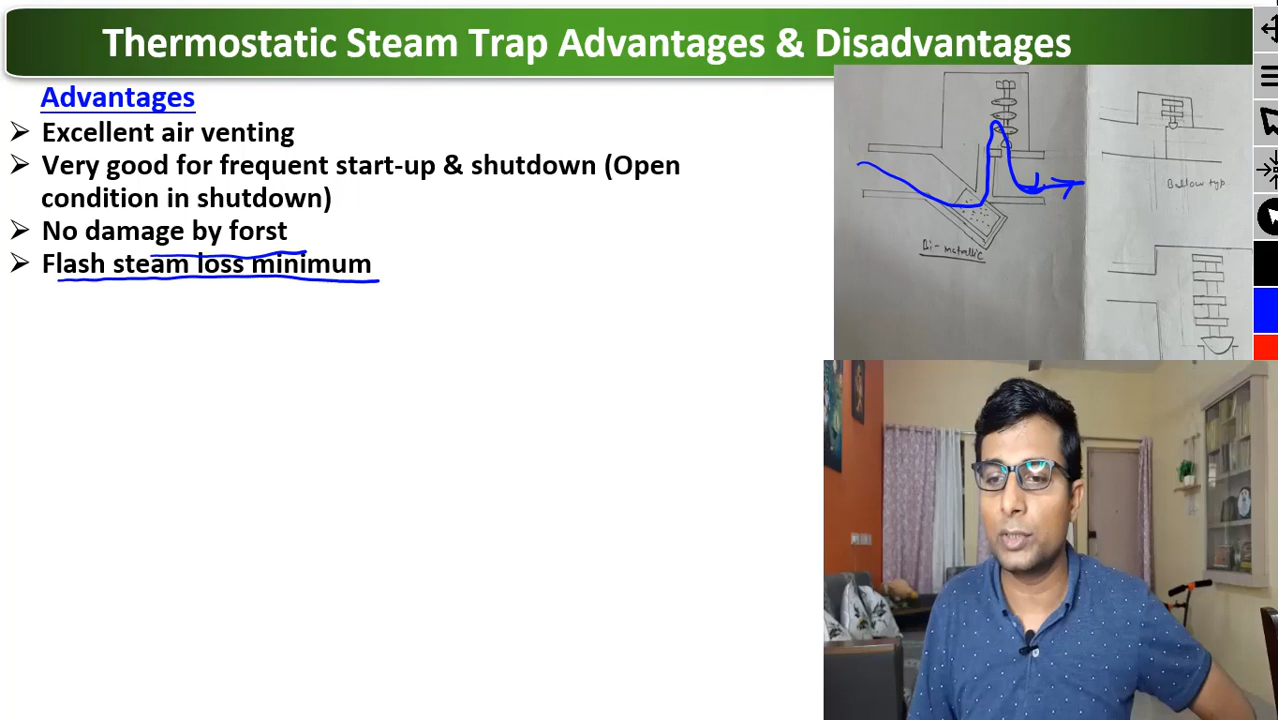 Thermostatic Steam Trap Advantages & Disadvantages
Advantages
➢ Excellent air venting
➢ Very good for frequent start-up & shutdown (Open
condition in shutdown)
➢ No damage by forst
➢ Flash steam loss minimum
Bellow typ.
Bi-metallic